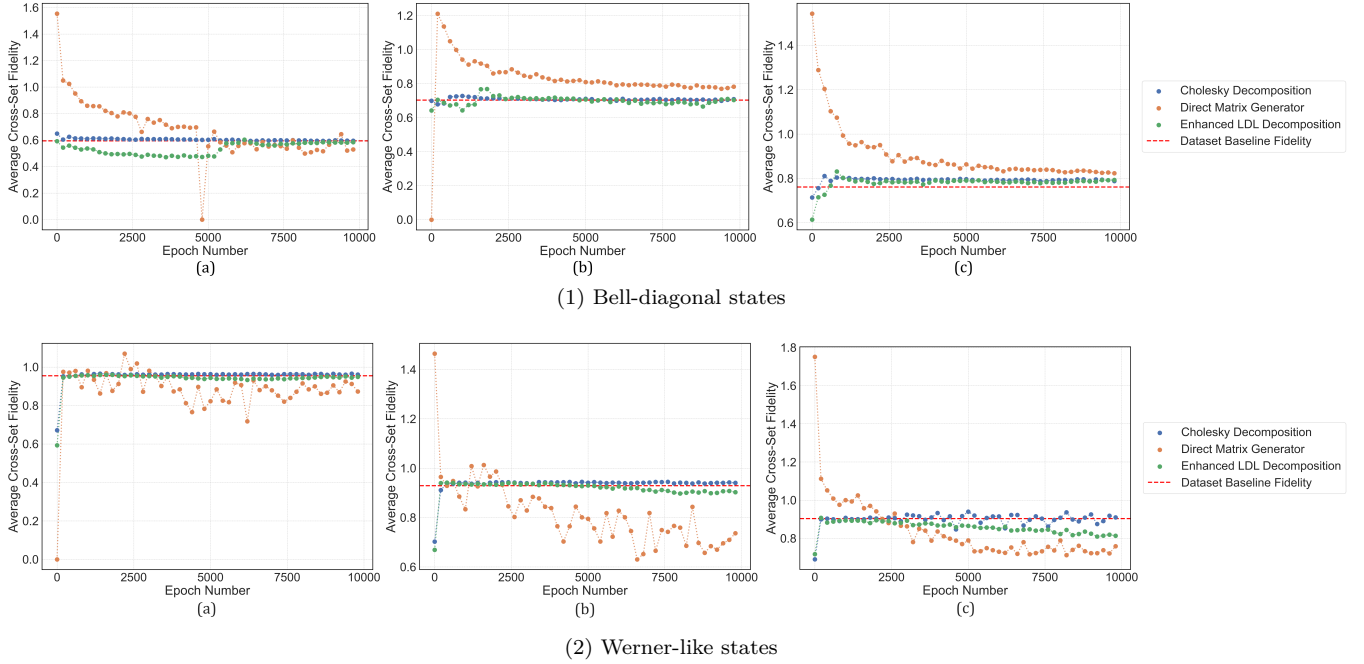 Average Cross-Set Fidelity
1.6
1.4
1.2
1.0
0.8
0.6
0.4
0.2
0.0
0 2500 5000 7500 10000
Epoch Number
(a)
Average Cross-Set Fidelity
1.2
1.0
0.8
0.6
0.4
0.2
0.0
0 2500 5000 7500 10000
Epoch Number
(b)
Average Cross-Set Fidelity
1.4
1.2
1.0
0.8
0.6
0 2500 5000 7500 10000
Epoch Number
(c)
Cholesky Decomposition
Direct Matrix Generator
Enhanced LDL Decomposition
Dataset Baseline Fidelity
(1) Bell-diagonal states
Average Cross-Set Fidelity
1.0
0.8
0.6
0.4
0.2
0.0
0 2500 5000 7500 10000
Epoch Number
(a)
Average Cross-Set Fidelity
1.4
1.2
1.0
0.8
0.6
0 2500 5000 7500 10000
Epoch Number
(b)
Average Cross-Set Fidelity
1.8
1.6
1.4
1.2
1.0
0.8
0 2500 5000 7500 10000
Epoch Number
(c)
Cholesky Decomposition
Direct Matrix Generator
Enhanced LDL Decomposition
Dataset Baseline Fidelity
(2) Werner-like states